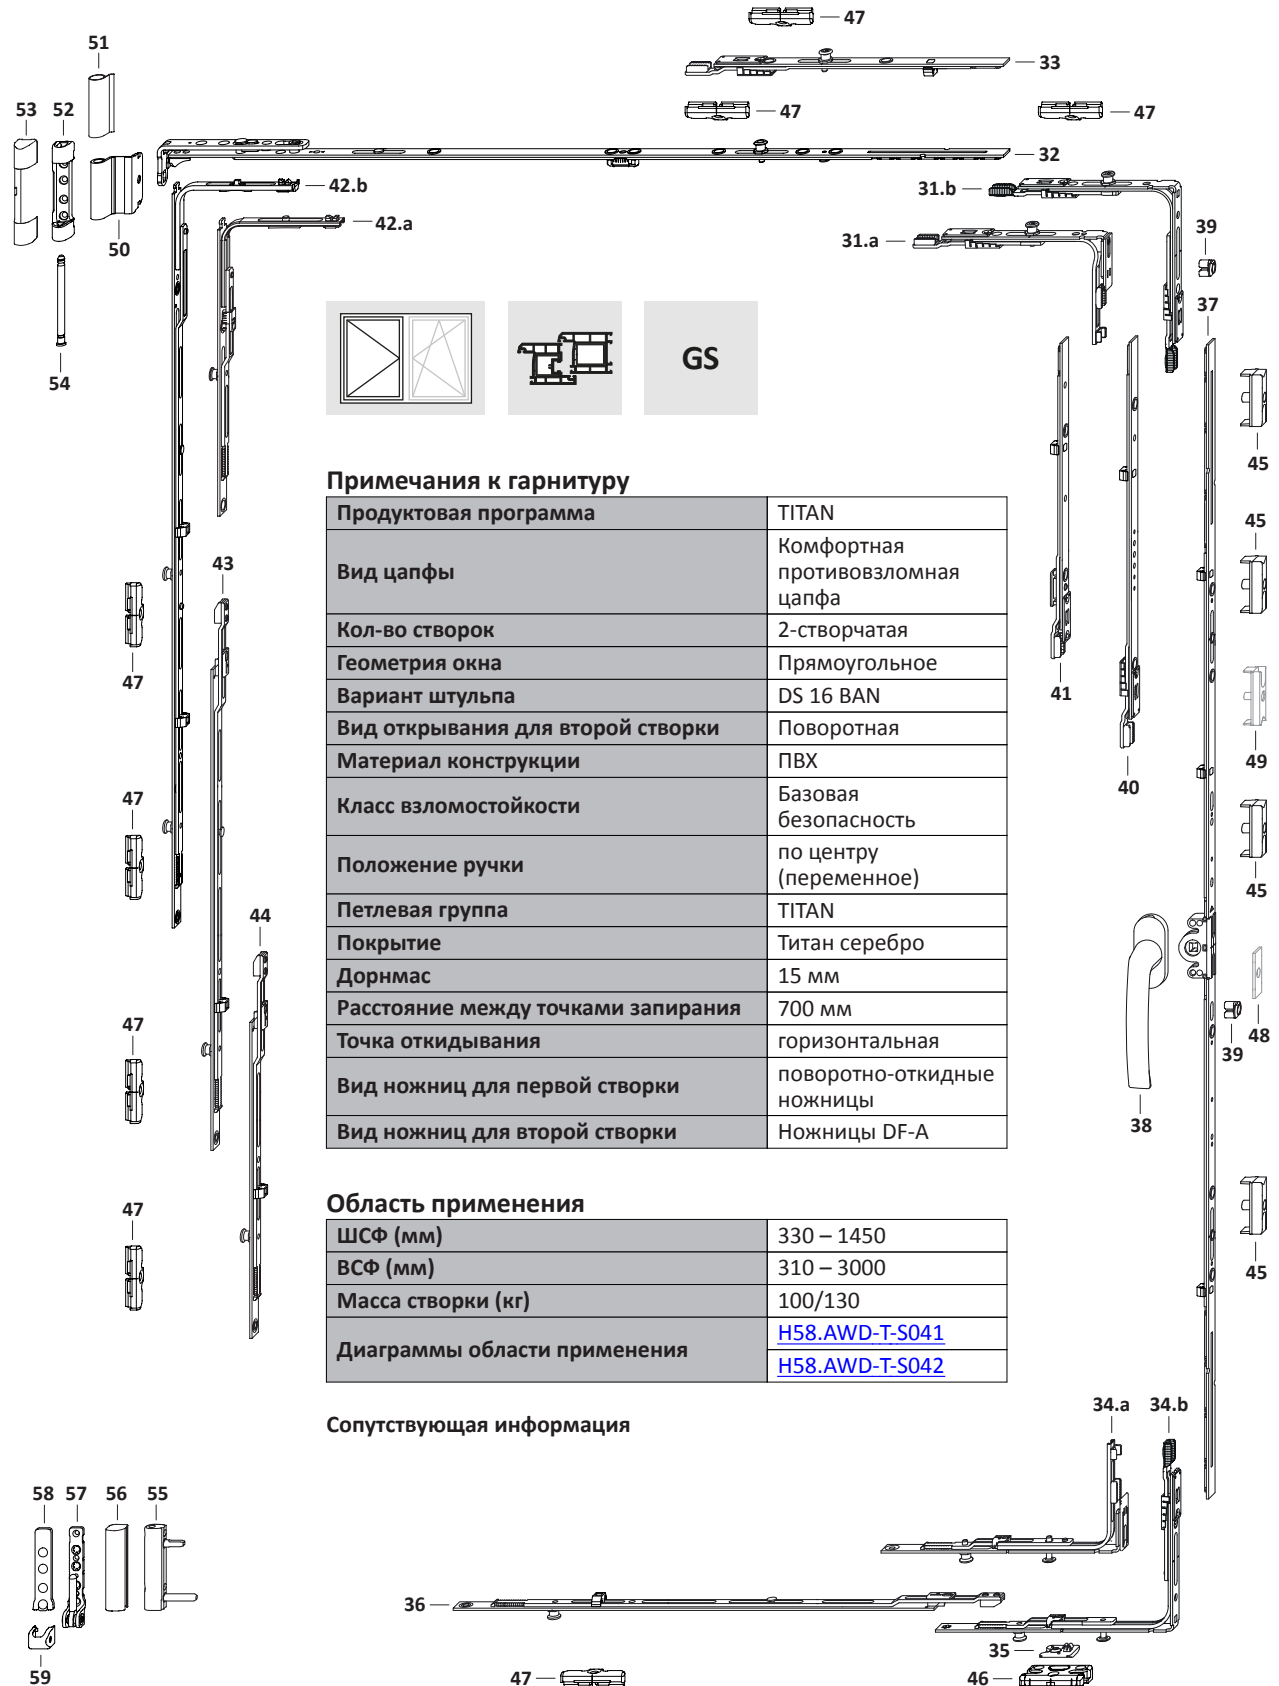 47
51
33
53
52
47
47
32
42.b
31.b
42.a
31.a
39
50
37
54
GS
45
Примечания к гарнитуру
Продуктовая программа
TITAN
Вид цапфы
Комфортная
противовзломная
цапфа
Кол-во створок
2-створчатая
Геометрия окна
Прямоугольное
Вариант штульпа
DS 16 BAN
Вид открывания для второй створки
Поворотная
Материал конструкции
ПВХ
Класс взломостойкости
Базовая
безопасность
Положение ручки
по центру
(переменное)
Петлевая группа
TITAN
Покрытие
Титан серебро
Дорнмас
15 мм
Расстояние между точками запирания
700 мм
Точка откидывания
горизонтальная
Вид ножниц для первой створки
поворотно-откидные
ножницы
Вид ножниц для второй створки
Ножницы DF-A
45
43
47
41
49
40
47
45
44
47
39
48
38
47
45
Область применения
ШСФ (мм)
330 – 1450
ВСФ (мм)
310 – 3000
Масса створки (кг)
100/130
Диаграммы области применения
H58.AWD-T-S041
H58.AWD-T-S042
Сопутствующая информация
34.a
34.b
58
57
56
55
36
35
59
47
46